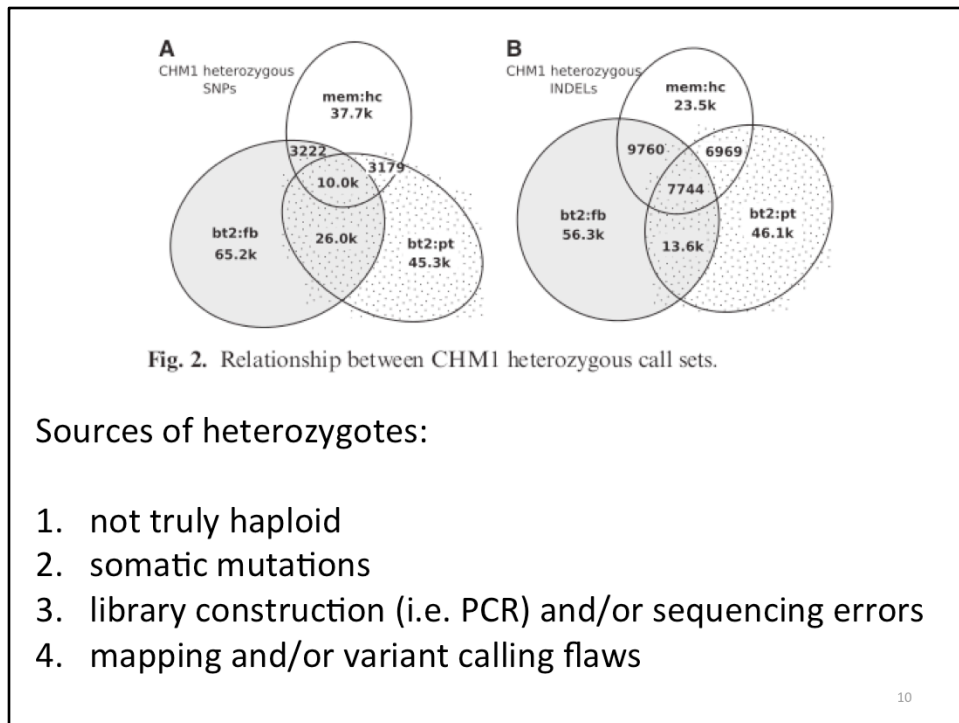 A
CHM1 heterozygous
SNPs
mem:hc
37.7k
3222
3179
10.0k
bt2:fb
65.2k
26.0k
bt2:pt
45.3k
B
CHM1 heterozygous
INDELs
mem:hc
23.5k
9760
6969
7744
bt2:fb
56.3k
13.6k
bt2:pt
46.1k
Fig. 2. Relationship between CHM1 heterozygous call sets.
Sources of heterozygotes:
1. not truly haploid
2. somatic mutations
3. library construction (i.e. PCR) and/or sequencing errors
4. mapping and/or variant calling flaws
10